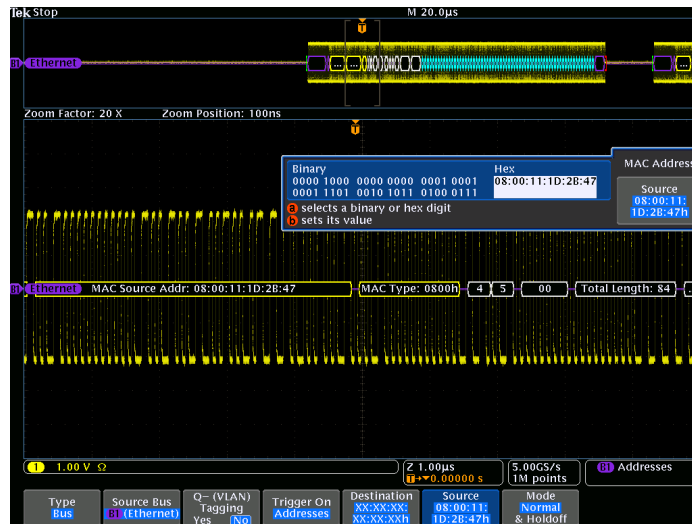 Tek Stop
M 20.0µs
T
B1 Ethernet
... ...
...
Zoom Factor: 20 X Zoom Position: 100ns
T
Binary Hex
0000 1000 0000 0000 0001 0001 08:00:11:1D:2B:47
0001 1101 0010 1011 0100 0111
a selects a binary or hex digit
b sets its value
MAC Address
Source
08:00:11:
1D:2B:47h
B1 Ethernet MAC Source Addr: 08:00:11:1D:2B:47 MAC Type: 0800h 4 5 00 Total Length: 84
1 1.00 V Ω
Z 1.00µs
T→▼0.00000 s
5.00GS/s
1M points
B1 Addresses
Type
Bus
Source Bus
B1 (Ethernet)
Q− (VLAN)
Tagging
Yes No
Trigger On
Addresses
Destination
XX:XX:XX:
XX:XX:XXh
Source
08:00:11:
1D:2B:47h
Mode
Normal
& Holdoff